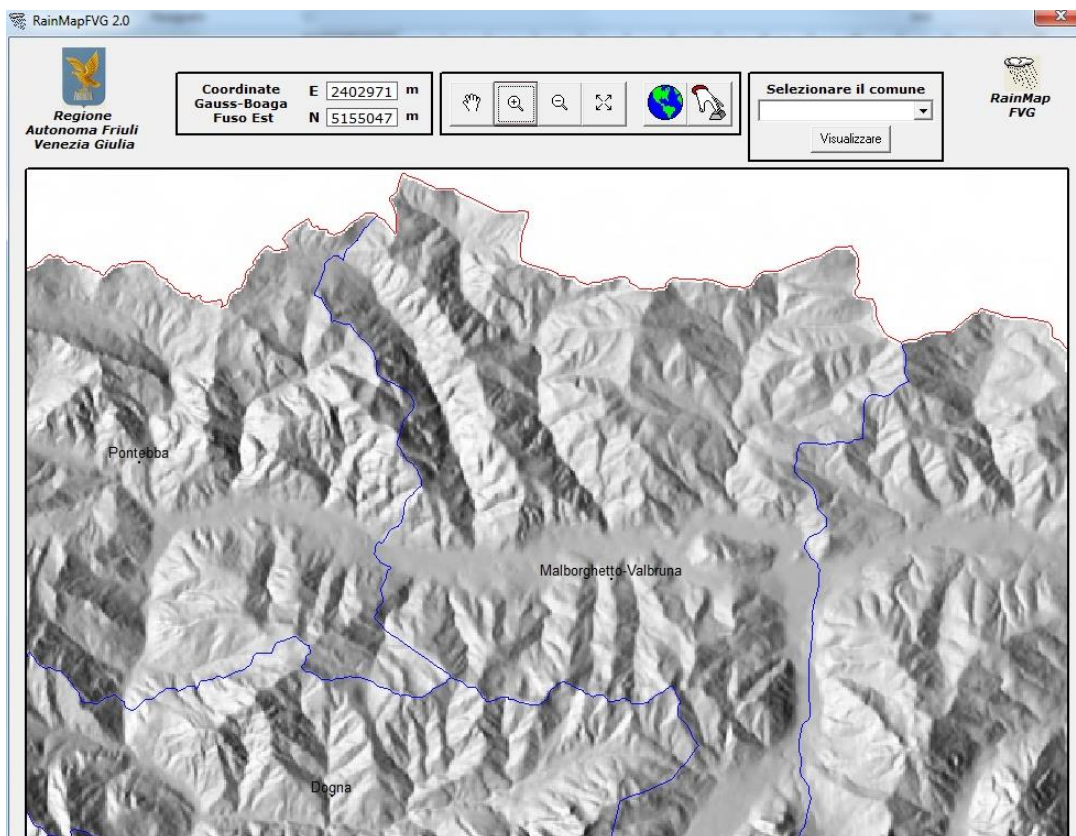 RainMapFVG 2.0
Regione
Autonoma Friuli
Venezia Giulia
Coordinate
Gauss-Boaga
Fuso Est
E 2402971 m
N 5155047 m
Selezionare il comune
Visualizzare
RainMap
FVG
Pontebba
Malborghetto-Valbruna
Dogna